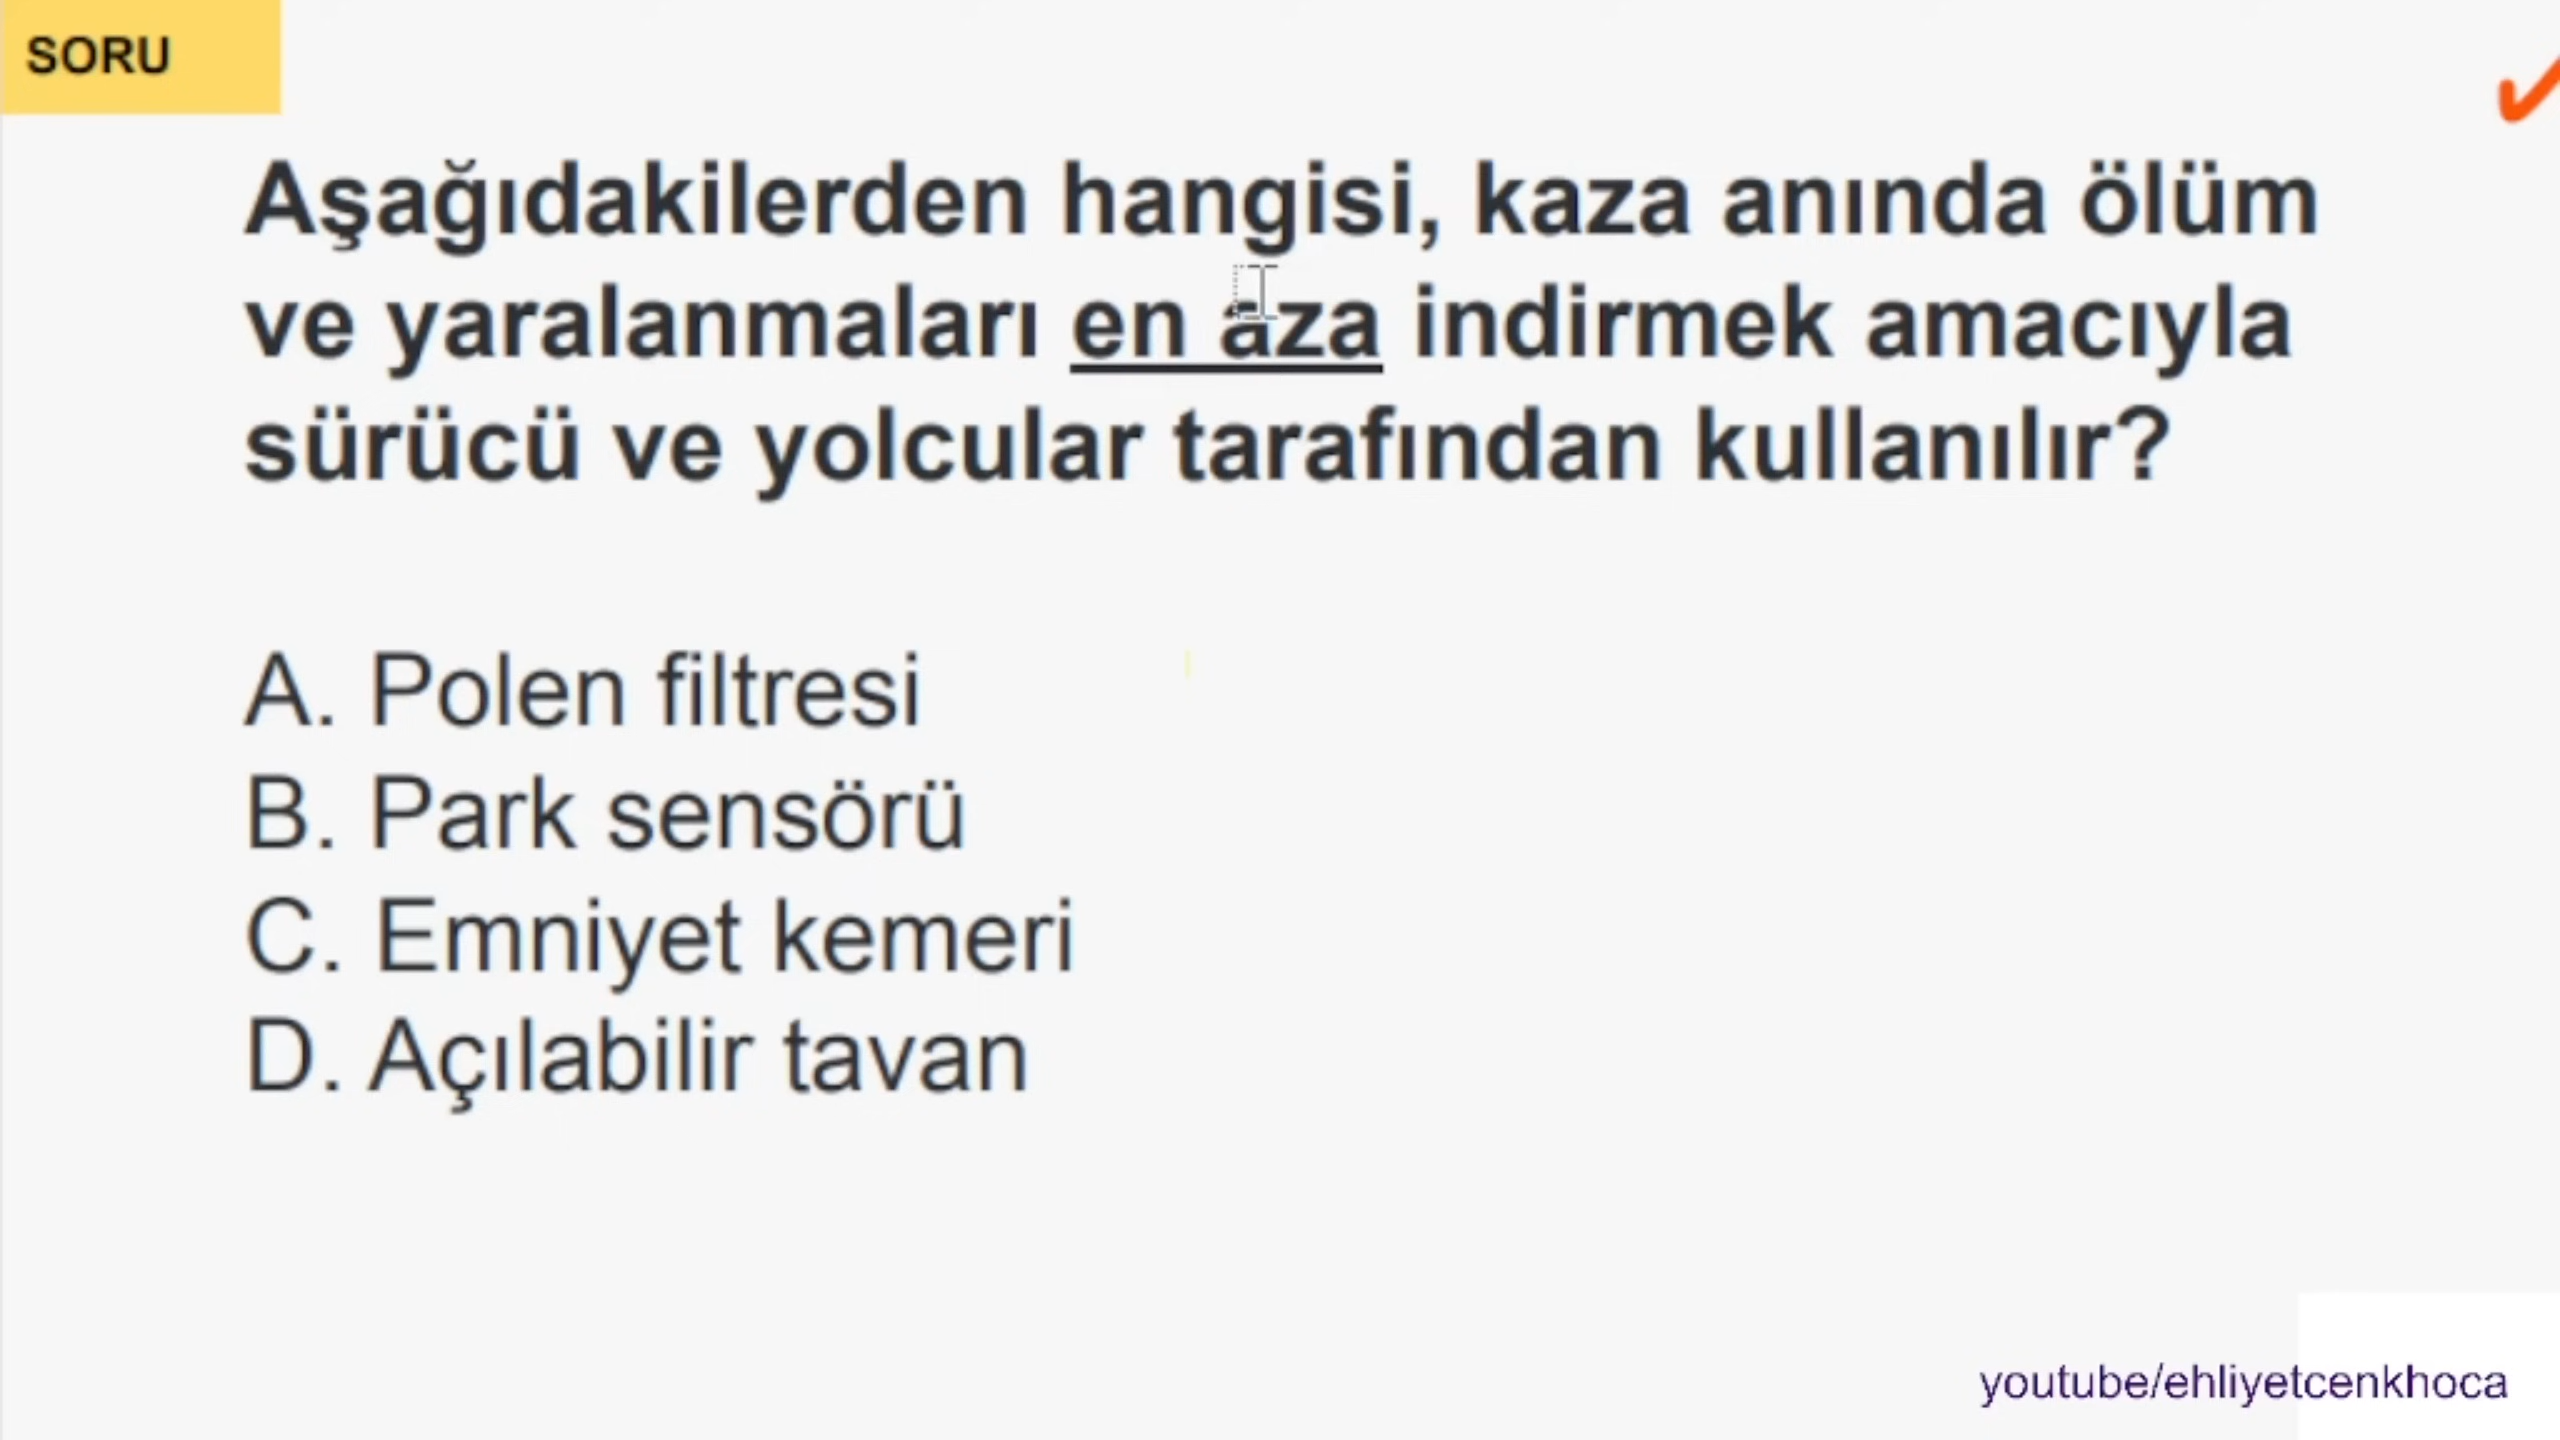 SORU
Aşağıdakilerden hangisi, kaza anında ölüm
ve yaralanmaları en aza indirmek amacıyla
sürücü ve yolcular tarafından kullanılır?
A. Polen filtresi
B. Park sensörü
C. Emniyet kemeri
D. Açılabilir tavan
youtube/ehliyetcenkhoca